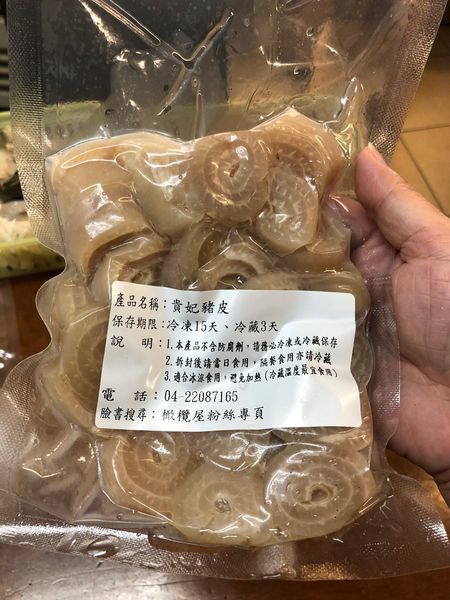 產品名稱：貴妃豬皮
保存期限：冷凍15天、冷藏3天
說　明：1.本產品不含防腐劑，請務必冷凍或冷藏保存
2.拆封後請當日食用，隔餐食用亦請冷藏
3.適合冰涼食用，避免加熱（冷藏溫度最宜食用）
電　話：04-22087165
臉書搜尋：橄欖屋粉絲專頁